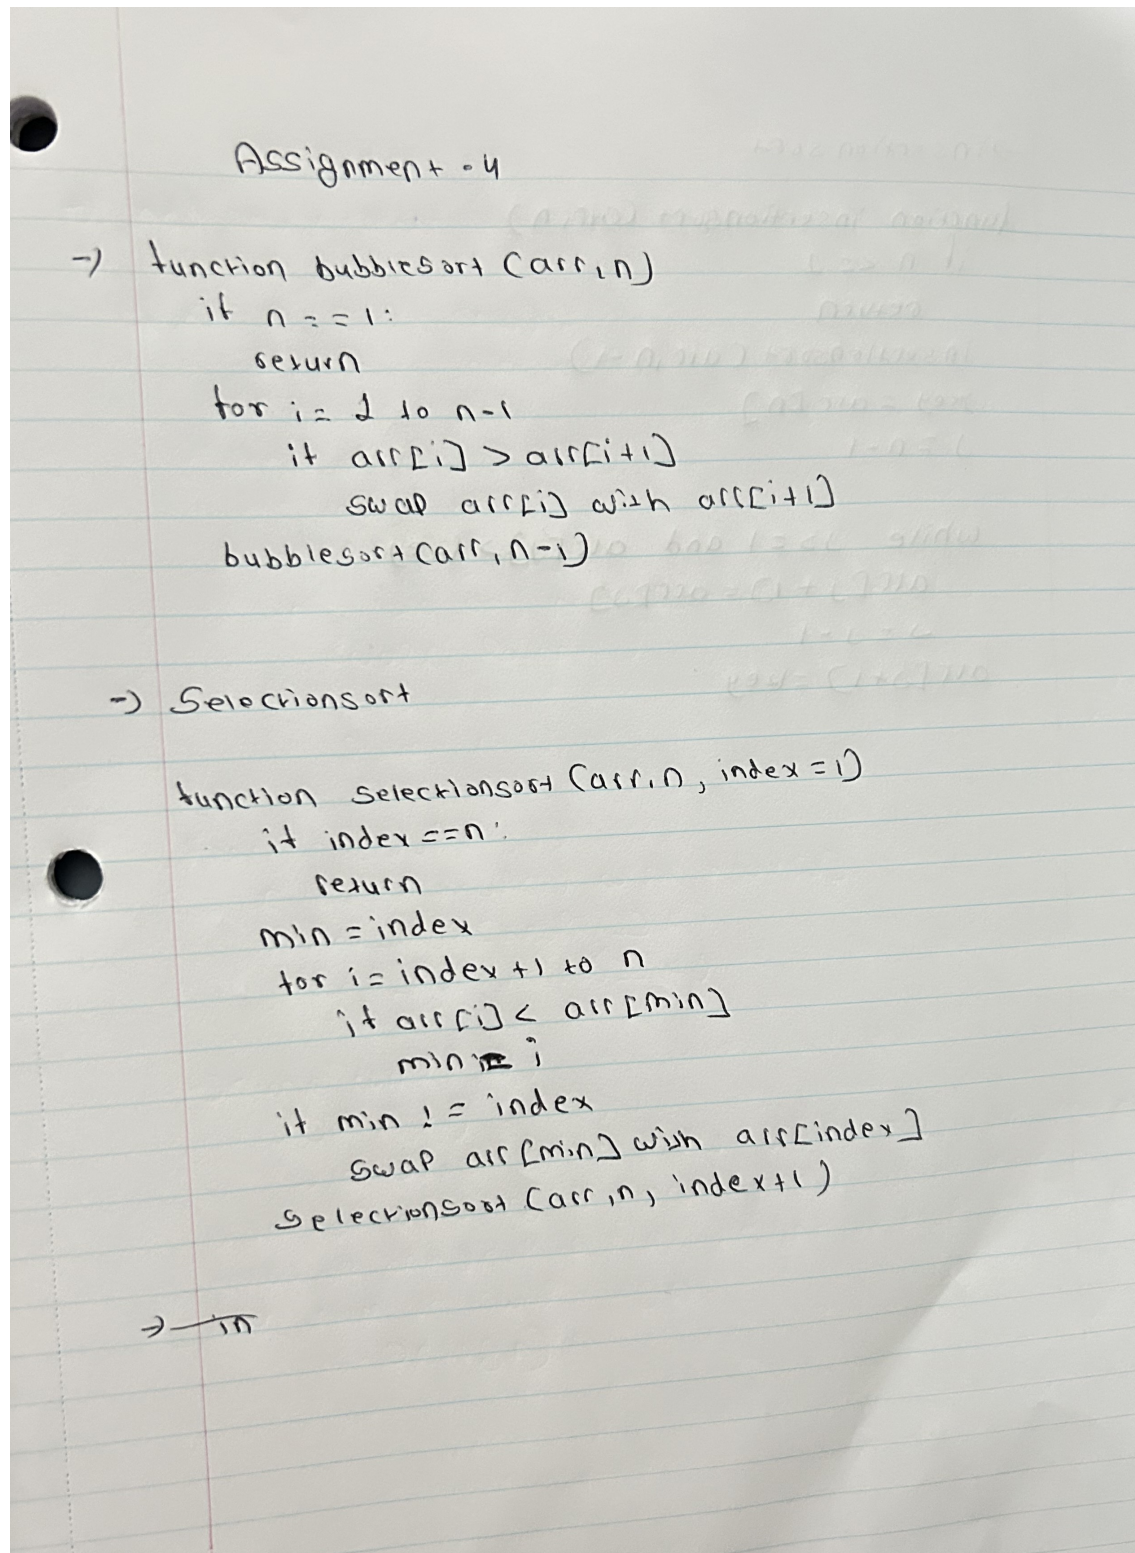 Assignment - 4
-> function bubblesort (arr, n)
if n == 1:
return
for i = 1 to n-1
if arr[i] > arr[i+1]
swap arr[i] with arr[i+1]
bubblesort (arr, n-1)
-> Selectionsort
function selectionsort (arr, n, index = 1)
if index == n:
return
min = index
for i = index +1 to n
if arr[i] < arr[min]
min = i
if min != index
swap arr[min] with arr[index]
selectionsort (arr, n, index+1)
-> in